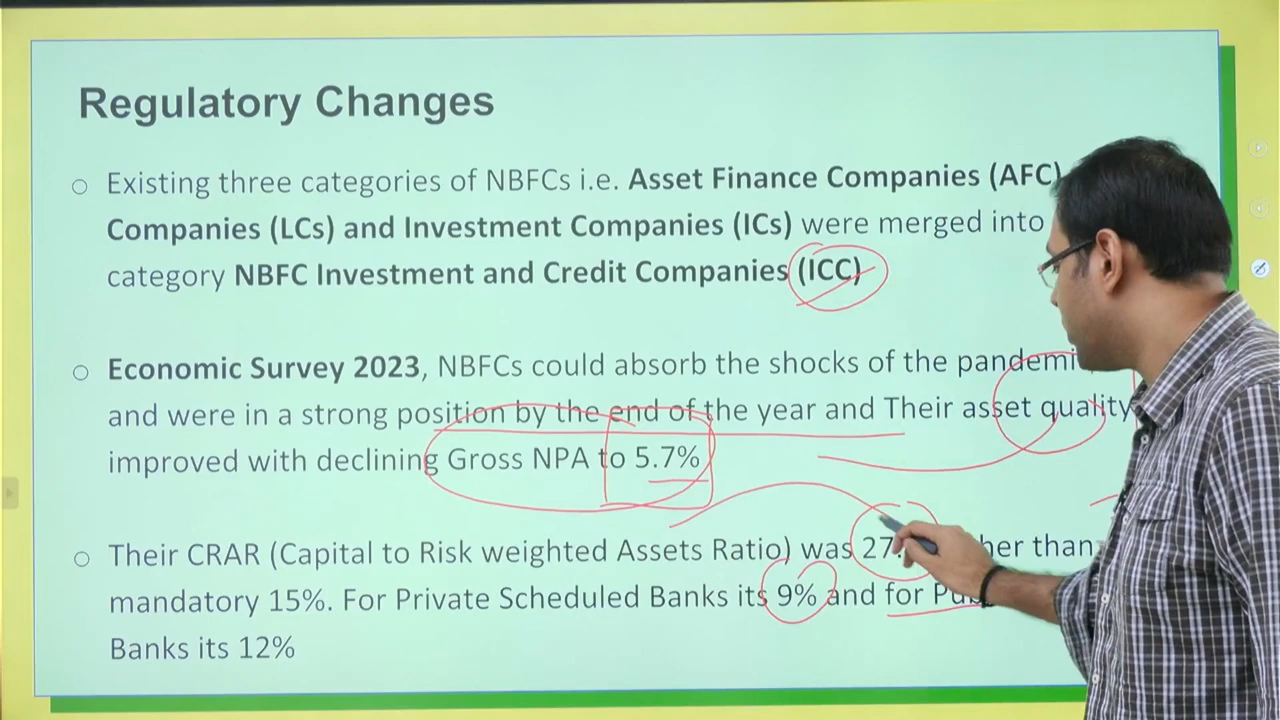 Regulatory Changes
○ Existing three categories of NBFCs i.e. Asset Finance Companies (AFC)
Companies (LCs) and Investment Companies (ICs) were merged into
category NBFC Investment and Credit Companies (ICC)
○ Economic Survey 2023, NBFCs could absorb the shocks of the
and were in a strong position by the end of the year and Their asset quality
improved with declining Gross NPA to 5.7%
○ Their CRAR (Capital to Risk weighted Assets Ratio) was than
mandatory 15%. For Private Scheduled Banks its 9% and for
Banks its 12%